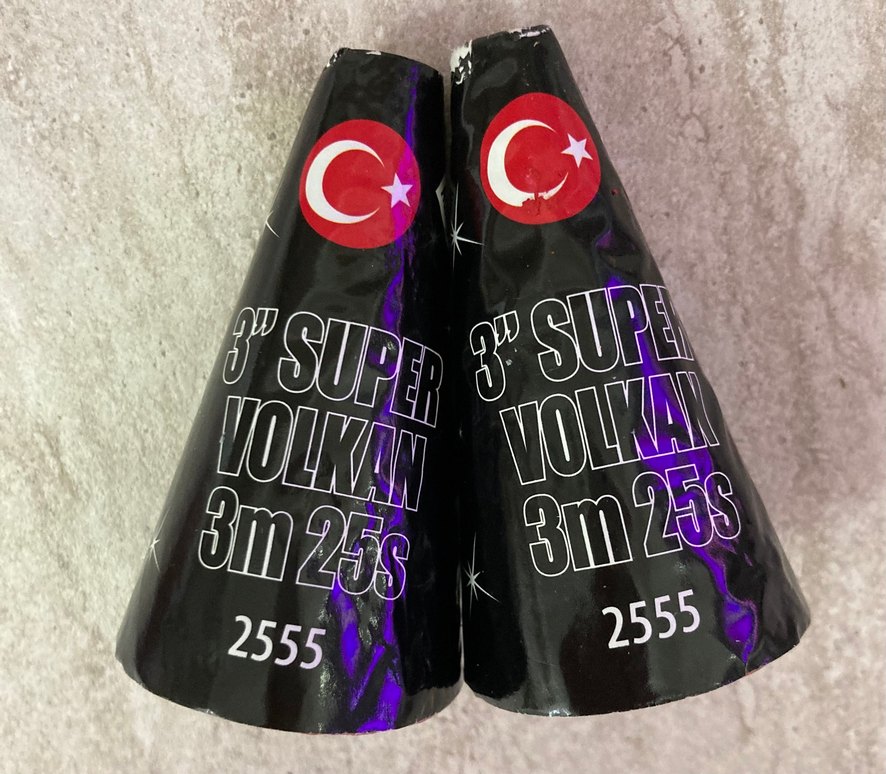 3” SUPER
VOLKAN
3m 25s
2555
3” SUPER
VOLKAN
3m 25s
2555